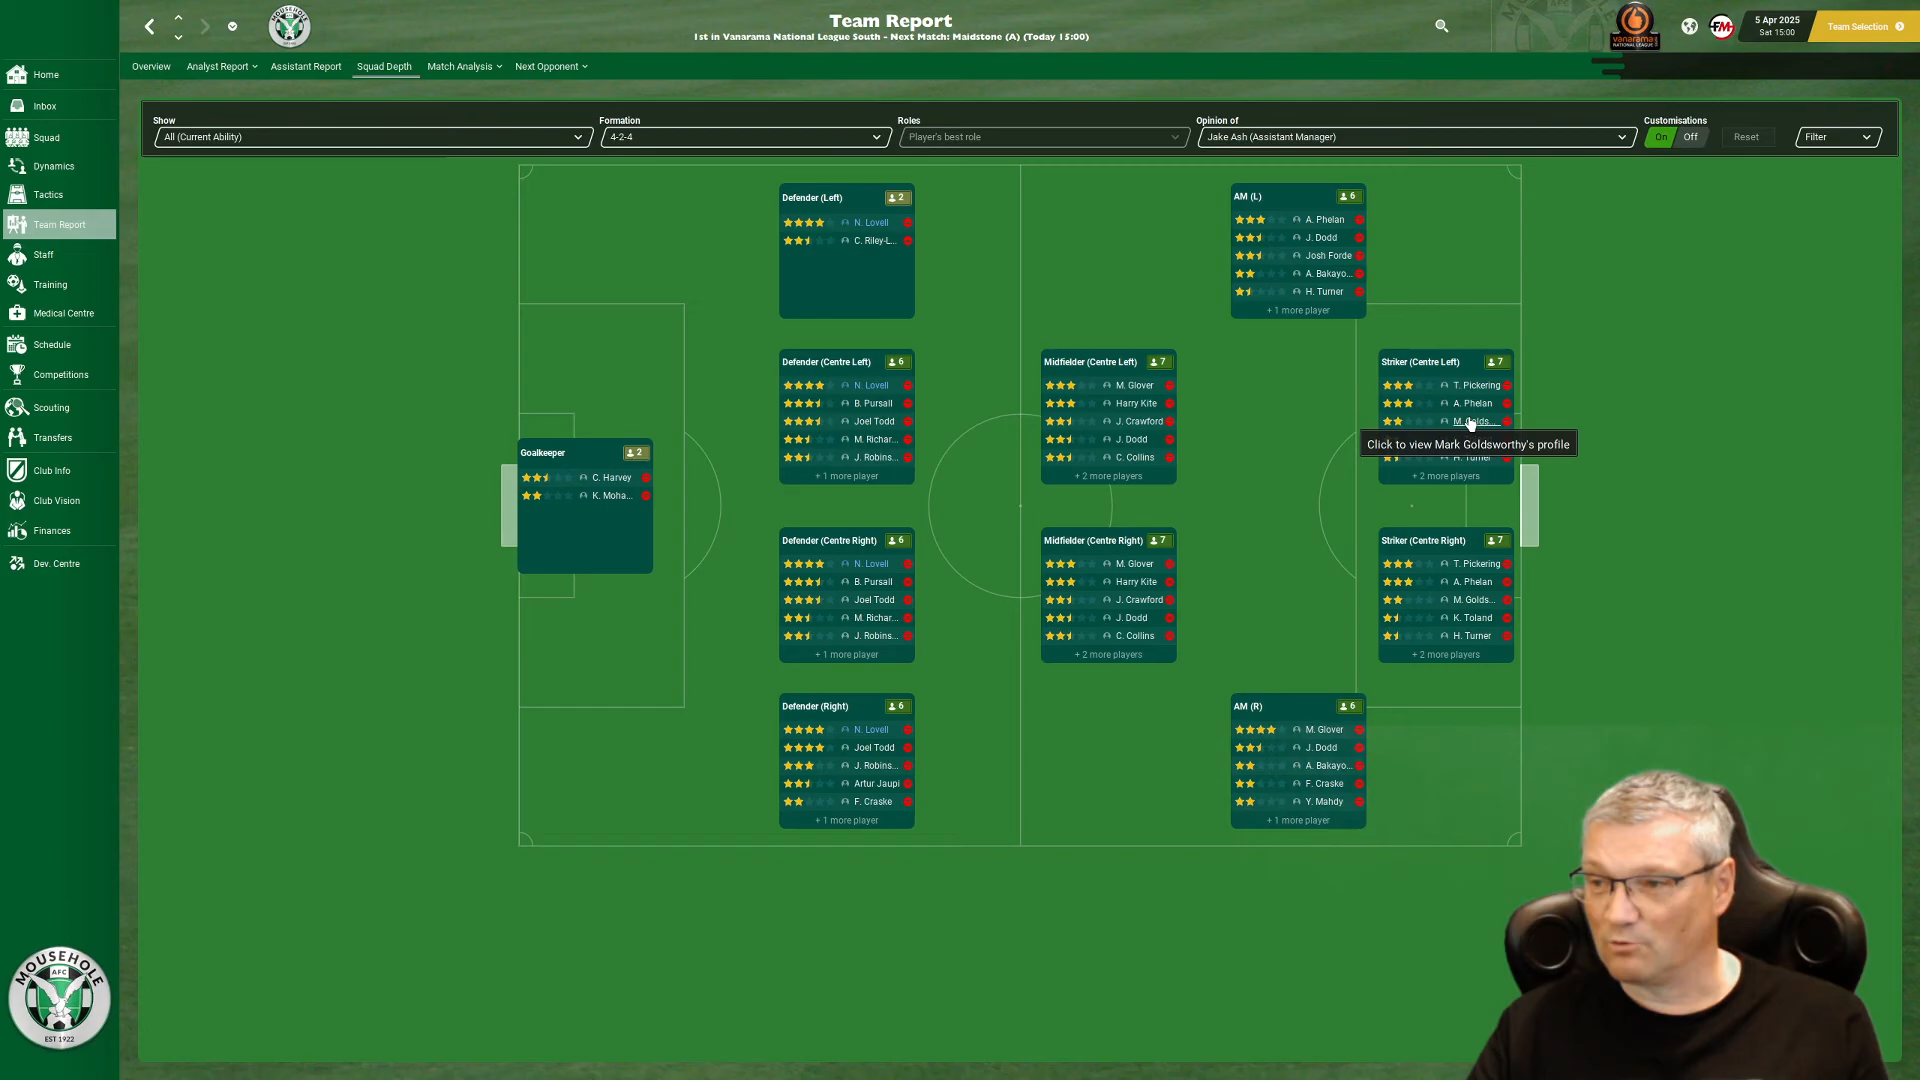 Team Report
1st in Vanarama National League South - Next Match: Maidstone (A) (Today 15:00)
vanarama
NATIONAL LEAGUE
FM
5 Apr 2025
Sat 15:00
Team Selection
Overview
Analyst Report
Assistant Report
Squad Depth
Match Analysis
Next Opponent
Home
Inbox
Squad
Dynamics
Tactics
Team Report
Staff
Training
Medical Centre
Schedule
Competitions
Scouting
Transfers
Club Info
Club Vision
Finances
Dev. Centre
Show
All (Current Ability)
Formation
4-2-4
Roles
Player's best role
Opinion of
Jake Ash (Assistant Manager)
Customisations
On Off
Reset
Filter
Goalkeeper 2
C. Harvey
K. Moha...
Defender (Left) 2
N. Lovell
C. Riley-L...
Defender (Centre Left) 6
N. Lovell
B. Pursall
Joel Todd
M. Richar...
J. Robins...
+ 1 more player
Defender (Centre Right) 6
N. Lovell
B. Pursall
Joel Todd
M. Richar...
J. Robins...
+ 1 more player
Defender (Right) 6
N. Lovell
Joel Todd
J. Robins...
Artur Jaupi
F. Craske
+ 1 more player
Midfielder (Centre Left) 7
M. Glover
Harry Kite
J. Crawford
J. Dodd
C. Collins
+ 2 more players
Midfielder (Centre Right) 7
M. Glover
Harry Kite
J. Crawford
J. Dodd
C. Collins
+ 2 more players
AM (L) 6
A. Phelan
J. Dodd
Josh Forde
A. Bakayo...
H. Turner
+ 1 more player
AM (R) 6
M. Glover
J. Dodd
A. Bakayo...
F. Craske
Y. Mahdy
+ 1 more player
Striker (Centre Left) 7
T. Pickering
A. Phelan
M. Golds...
Click to view Mark Goldsworthy's profile
H. Turner
+ 2 more players
Striker (Centre Right) 7
T. Pickering
A. Phelan
M. Golds...
K. Toland
H. Turner
+ 2 more players
MOUSEHOLE
AFC
EST 1922